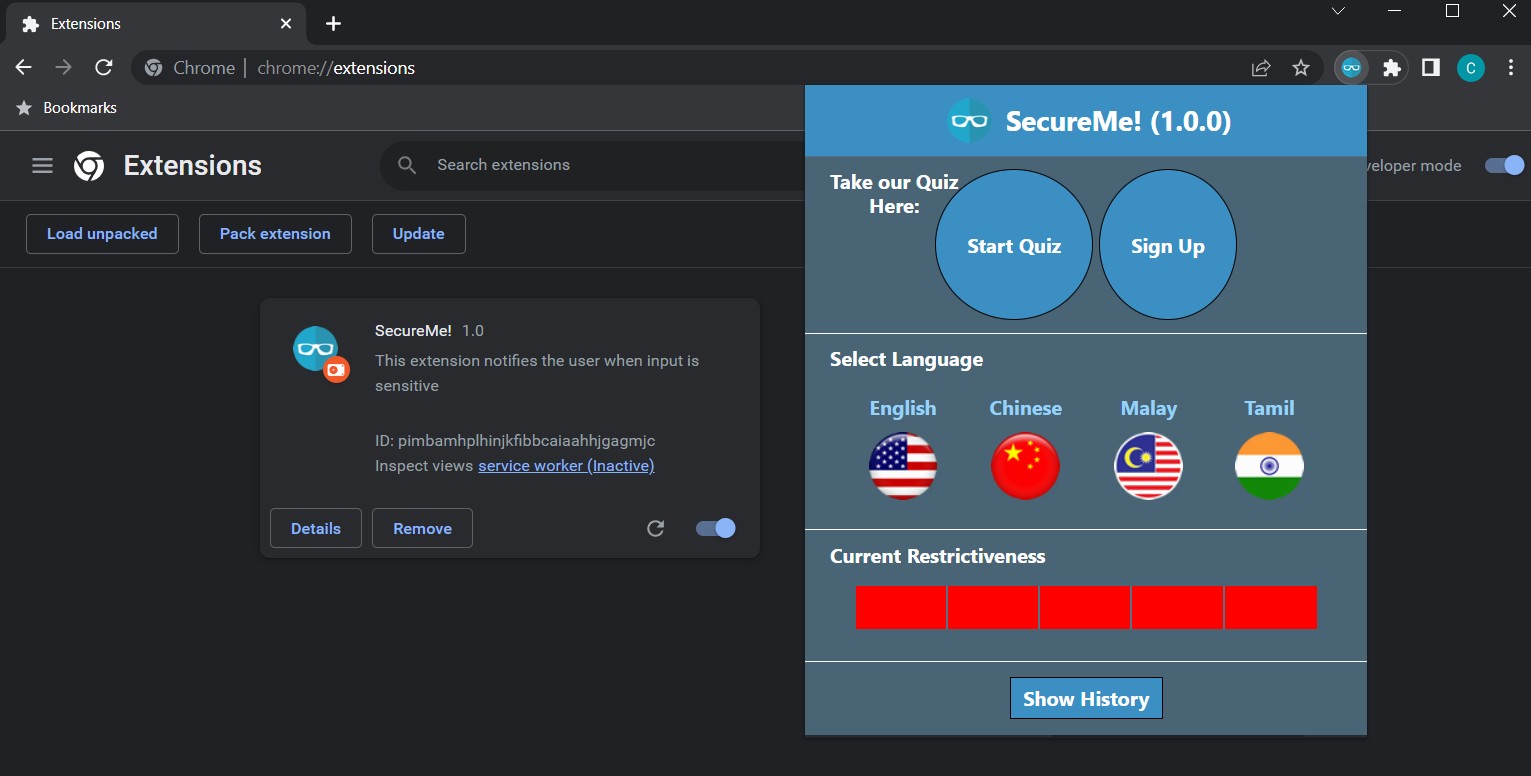 Extensions
Chrome | chrome://extensions
C
Bookmarks
Extensions
Search extensions
veloper mode
Load unpacked
Pack extension
Update
SecureMe! 1.0
This extension notifies the user when input is
sensitive
ID: pimbamhplhinjkfibbcaiaahhjgagmjc
Inspect views service worker (Inactive)
Details
Remove
SecureMe! (1.0.0)
Take our Quiz
Here:
Start Quiz
Sign Up
Select Language
English
Chinese
Malay
Tamil
Current Restrictiveness
Show History